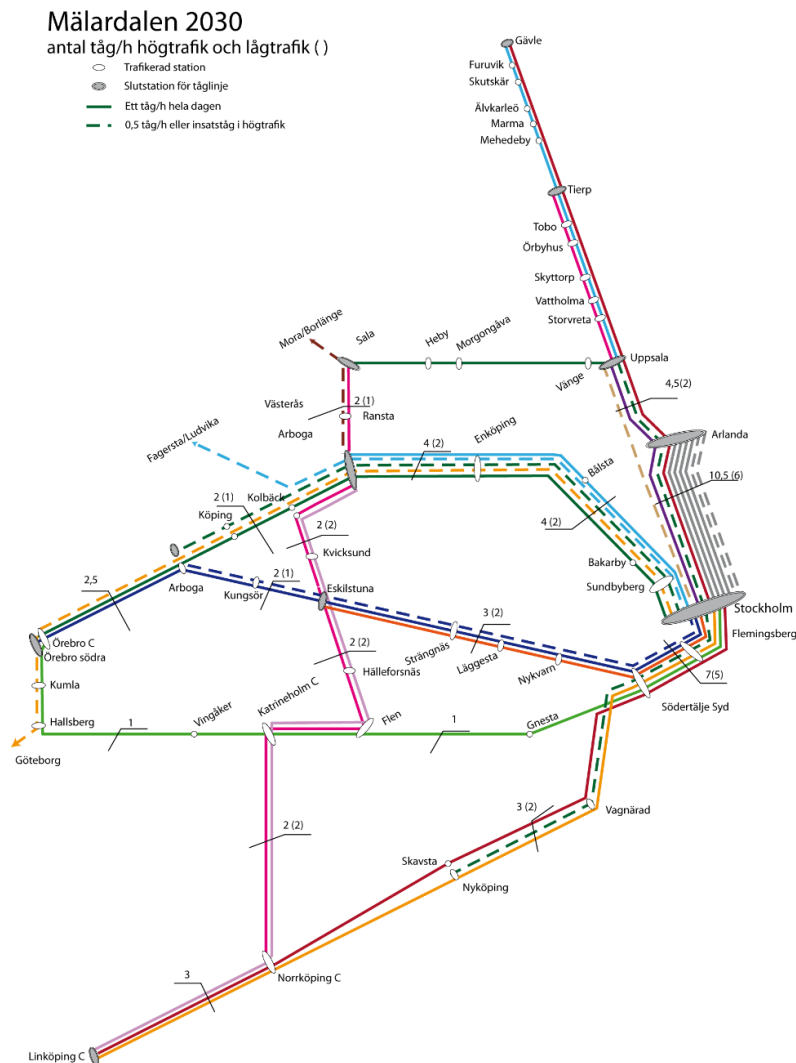 Mälardalen 2030
antal tåg/h högtrafik och lågtrafik ( )
Trafikerad station
Slutstation för tåglinje
Ett tåg/h hela dagen
0,5 tåg/h eller insatståg i högtrafik
Gävle
Furuvik
Skutskär
Älvkarleö
Marma
Mehedeby
Tierp
Tobo
Örbyhus
Skyttorp
Vattholma
Storvreta
Mora/Borlänge
Sala
Heby
Morgongåva
Vänge
Uppsala
4,5(2)
Västerås
2 (1)
Ransta
Arboga
Enköping
4 (2)
Arlanda
Fagersta/Ludvika
Bålsta
10,5 (6)
2 (1)
Kolbäck
Köping
4 (2)
2 (2)
Kvicksund
Bakarby
Sundbyberg
2,5
Arboga
Kungsör
2 (1)
Eskilstuna
3 (2)
Stockholm
Flemingsberg
Örebro C
Örebro södra
2 (2)
Hälleforsnäs
Strängnäs
Läggesta
Nykvarn
7(5)
Kumla
Katrineholm C
Södertälje Syd
Hallsberg
1
Vingåker
Flen
1
Gnesta
Göteborg
3 (2)
Vagnärad
2 (2)
Skavsta
Nyköping
3
Norrköping C
Linköping C